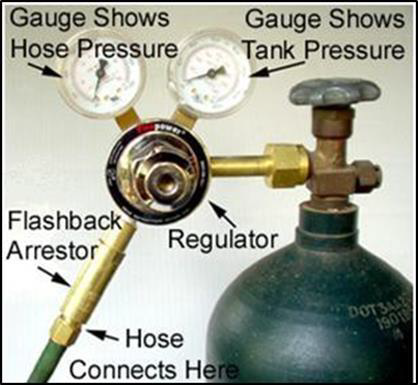 Gauge Shows
Hose Pressure
Gauge Shows
Tank Pressure
Regulator
Flashback
Arrestor
Hose
Connects Here